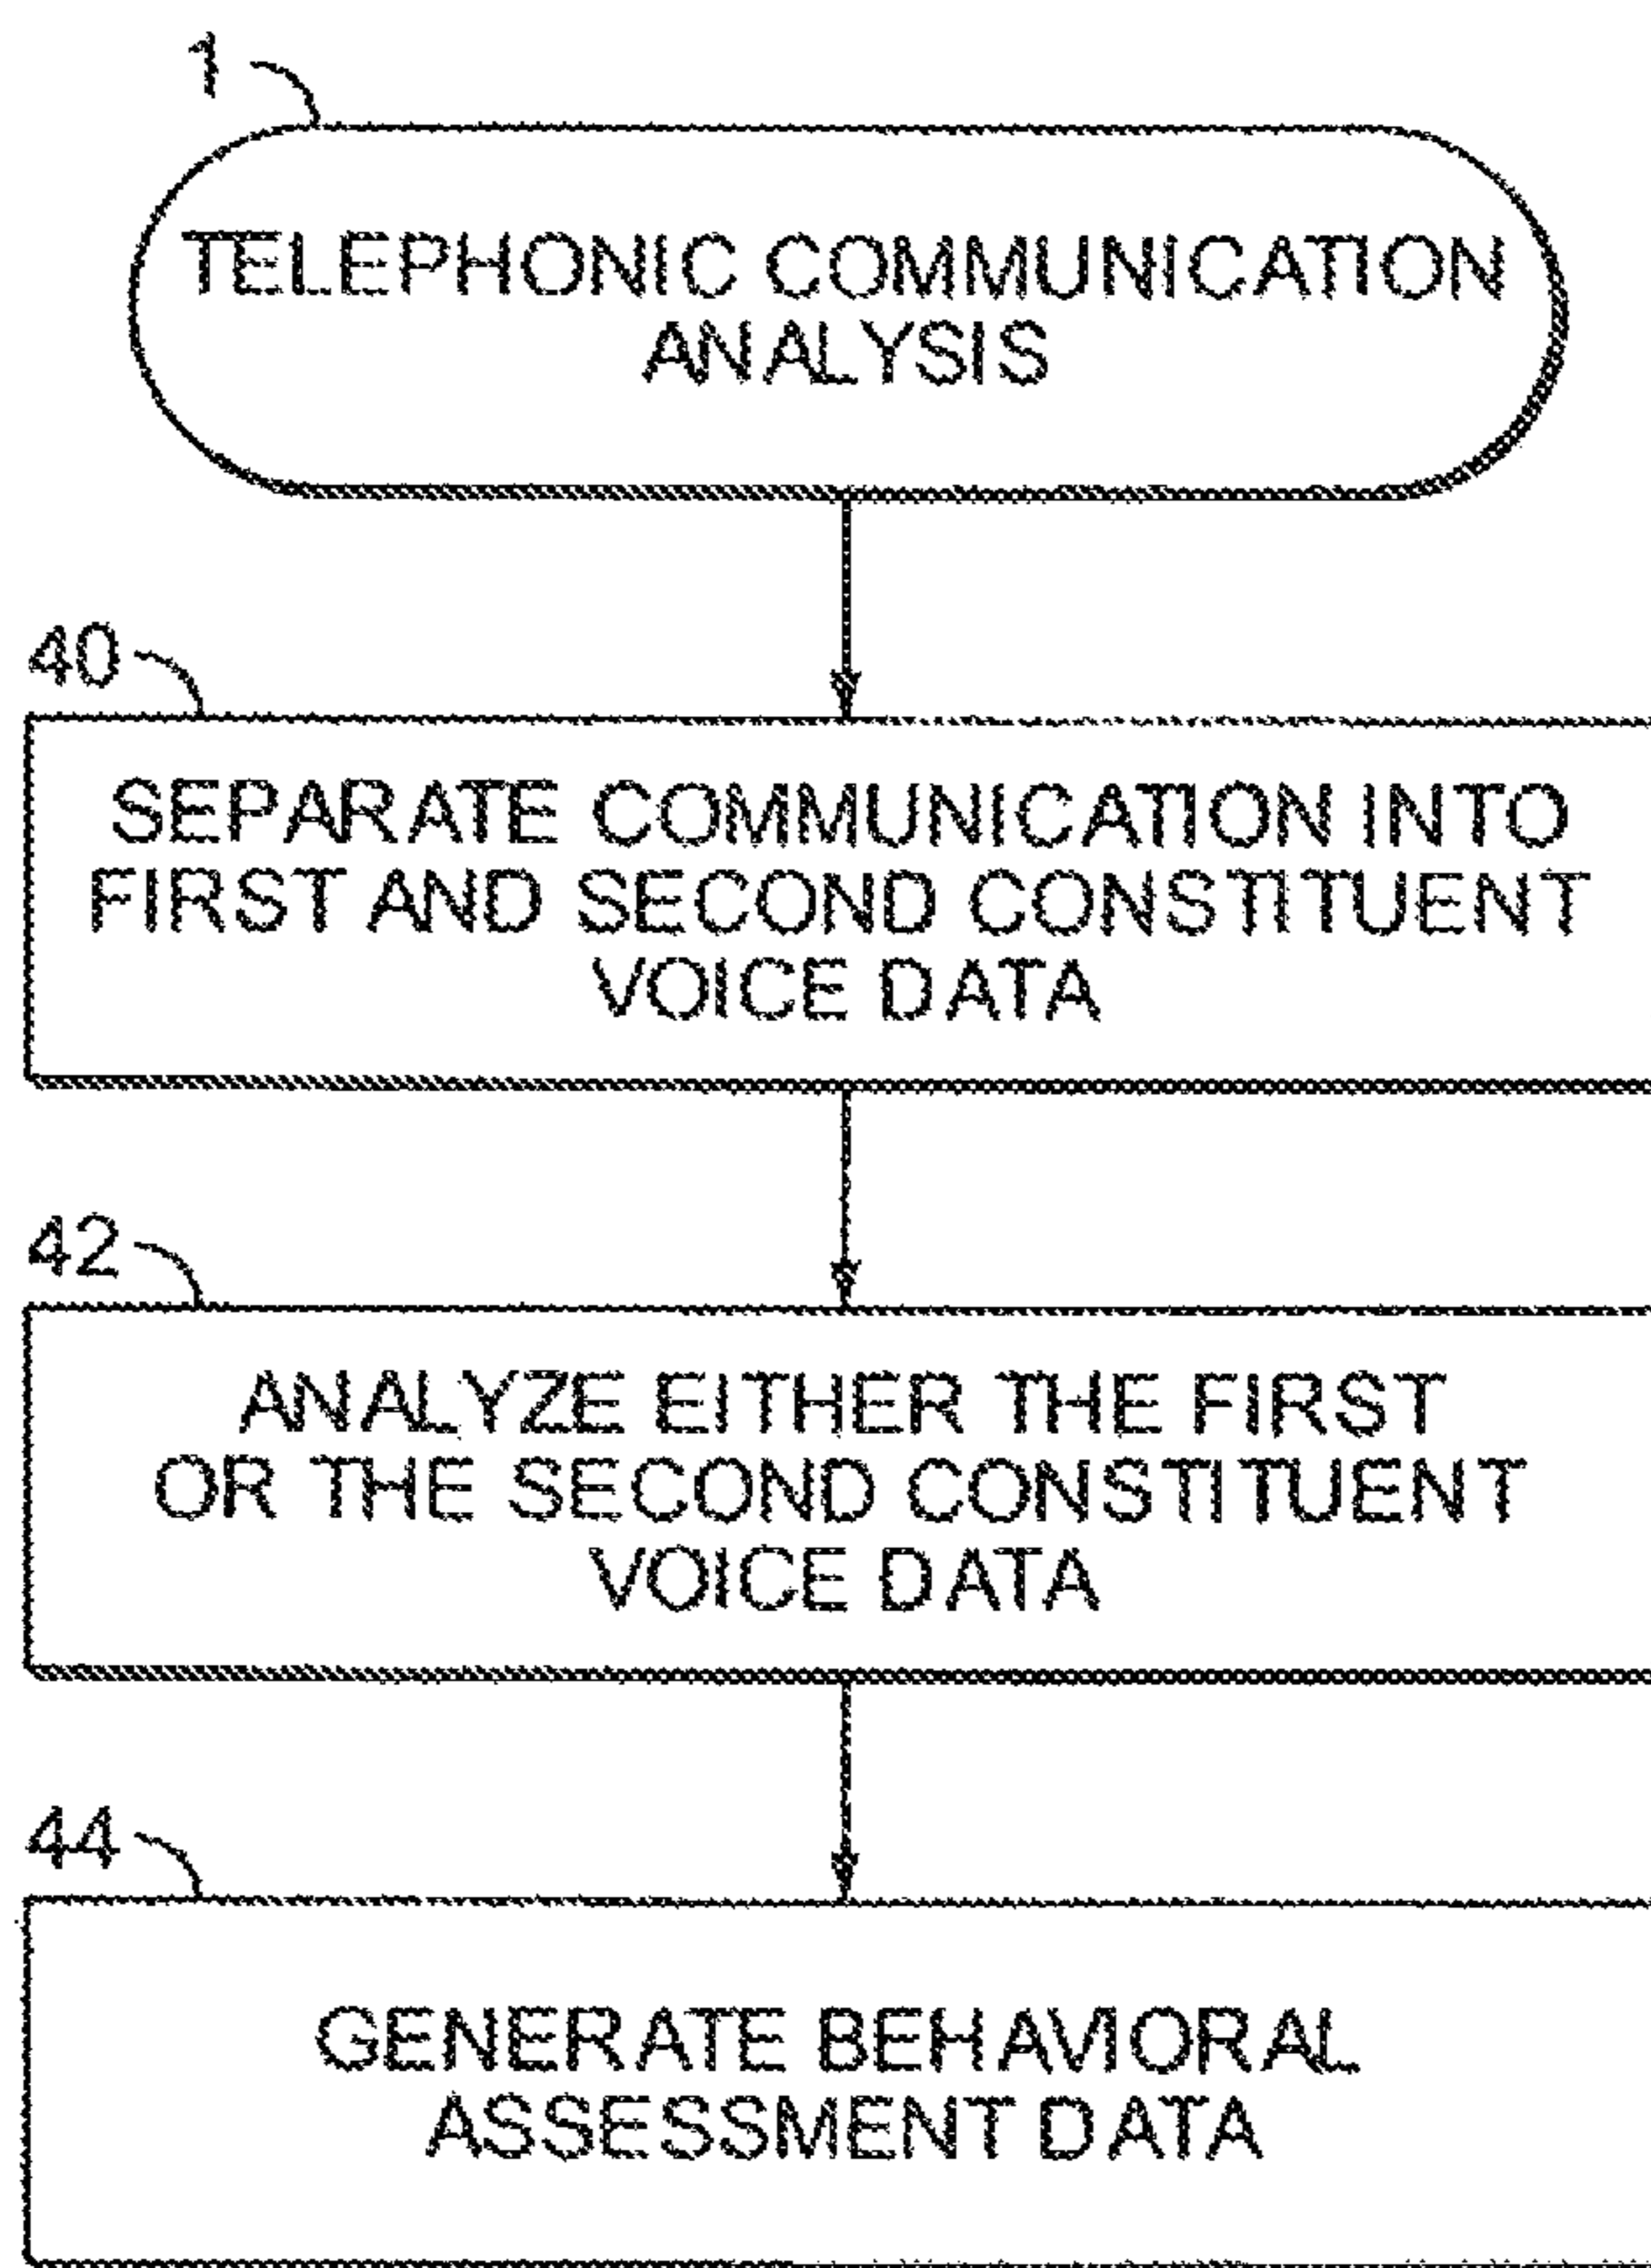 1
TELEPHONIC COMMUNICATION
ANALYSIS
40
SEPARATE COMMUNICATION INTO
FIRST AND SECOND CONSTITUENT
VOICE DATA
42
ANALYZE EITHER THE FIRST
OR THE SECOND CONSTITUENT
VOICE DATA
44
GENERATE BEHAVIORAL
ASSESSMENT DATA